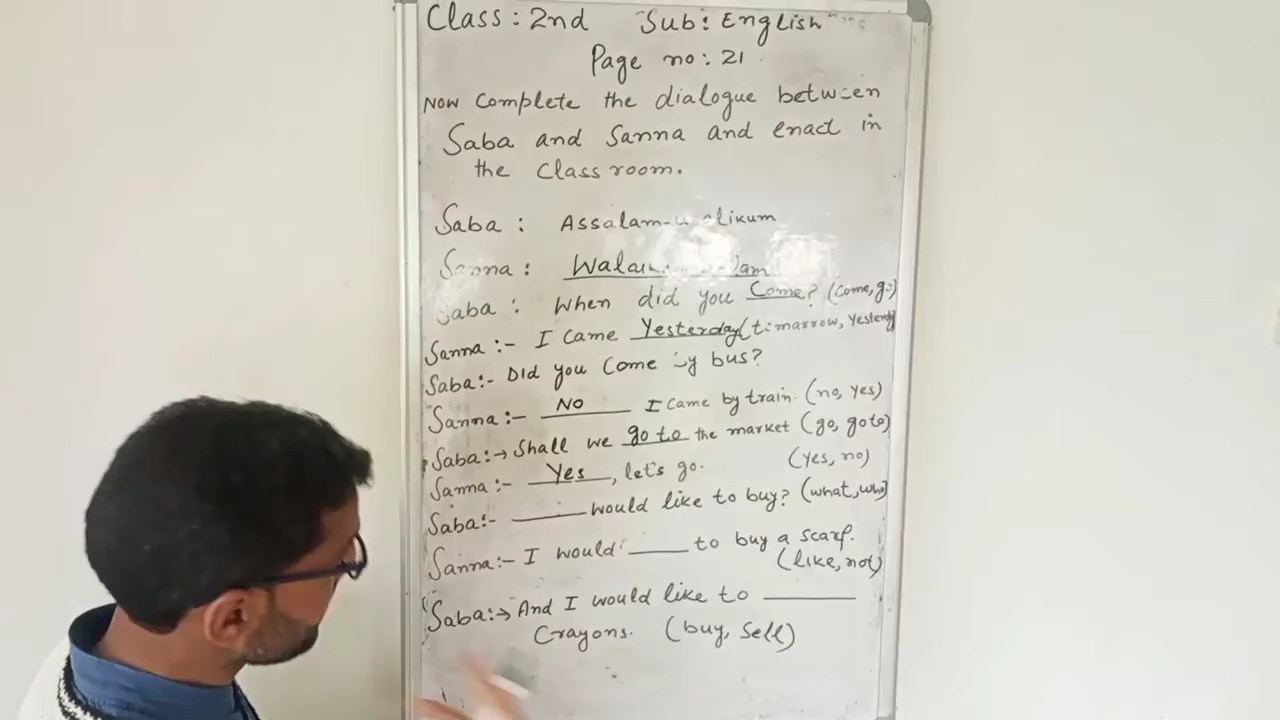 Class: 2nd Sub: English
Page no: 21
Now Complete the dialogue between
Saba and Sanna and enact in
the Class room.
Saba: Assalam-u alikum
Sanna:
Saba: When did you Come? (Come, go)
Sanna:- I Came Yesterday (tomarrow, Yesterday
Saba:- Did you Come by bus?
Sanna:- No I Came by train. (no, yes)
Saba:→ Shall we go to the market (go, go to)
Sanna:- Yes, let's go. (Yes, no)
Saba:- ______ would like to buy? (what, who)
Sanna:- I would ____ to buy a scarf.
(like, not)
Saba:→ And I would like to ______
Crayons. (buy, Sell)